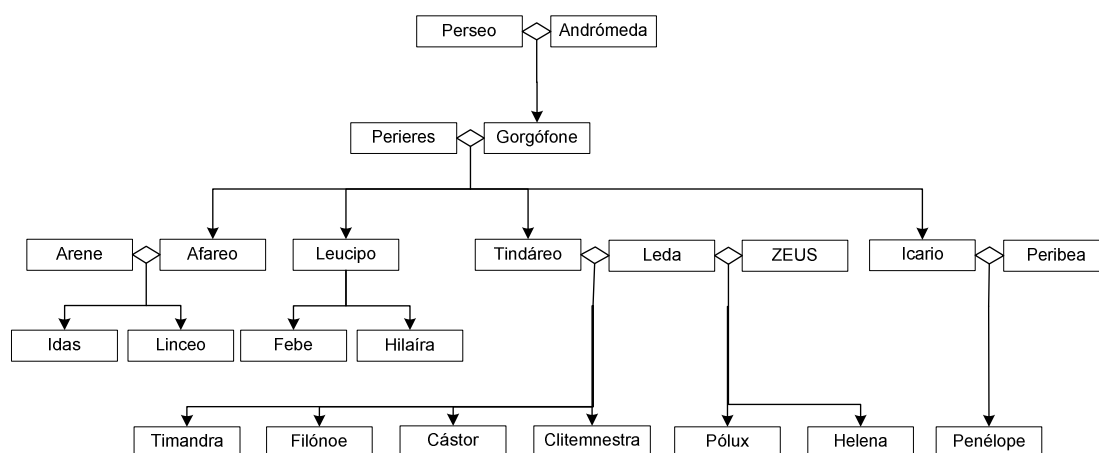 Perseo
Andrómeda
Perieres
Gorgófone
Arene
Afareo
Leucipo
Tindáreo
Leda
ZEUS
Icario
Peribea
Idas
Linceo
Febe
Hilaíra
Timandra
Filónoe
Cástor
Clitemnestra
Pólux
Helena
Penélope